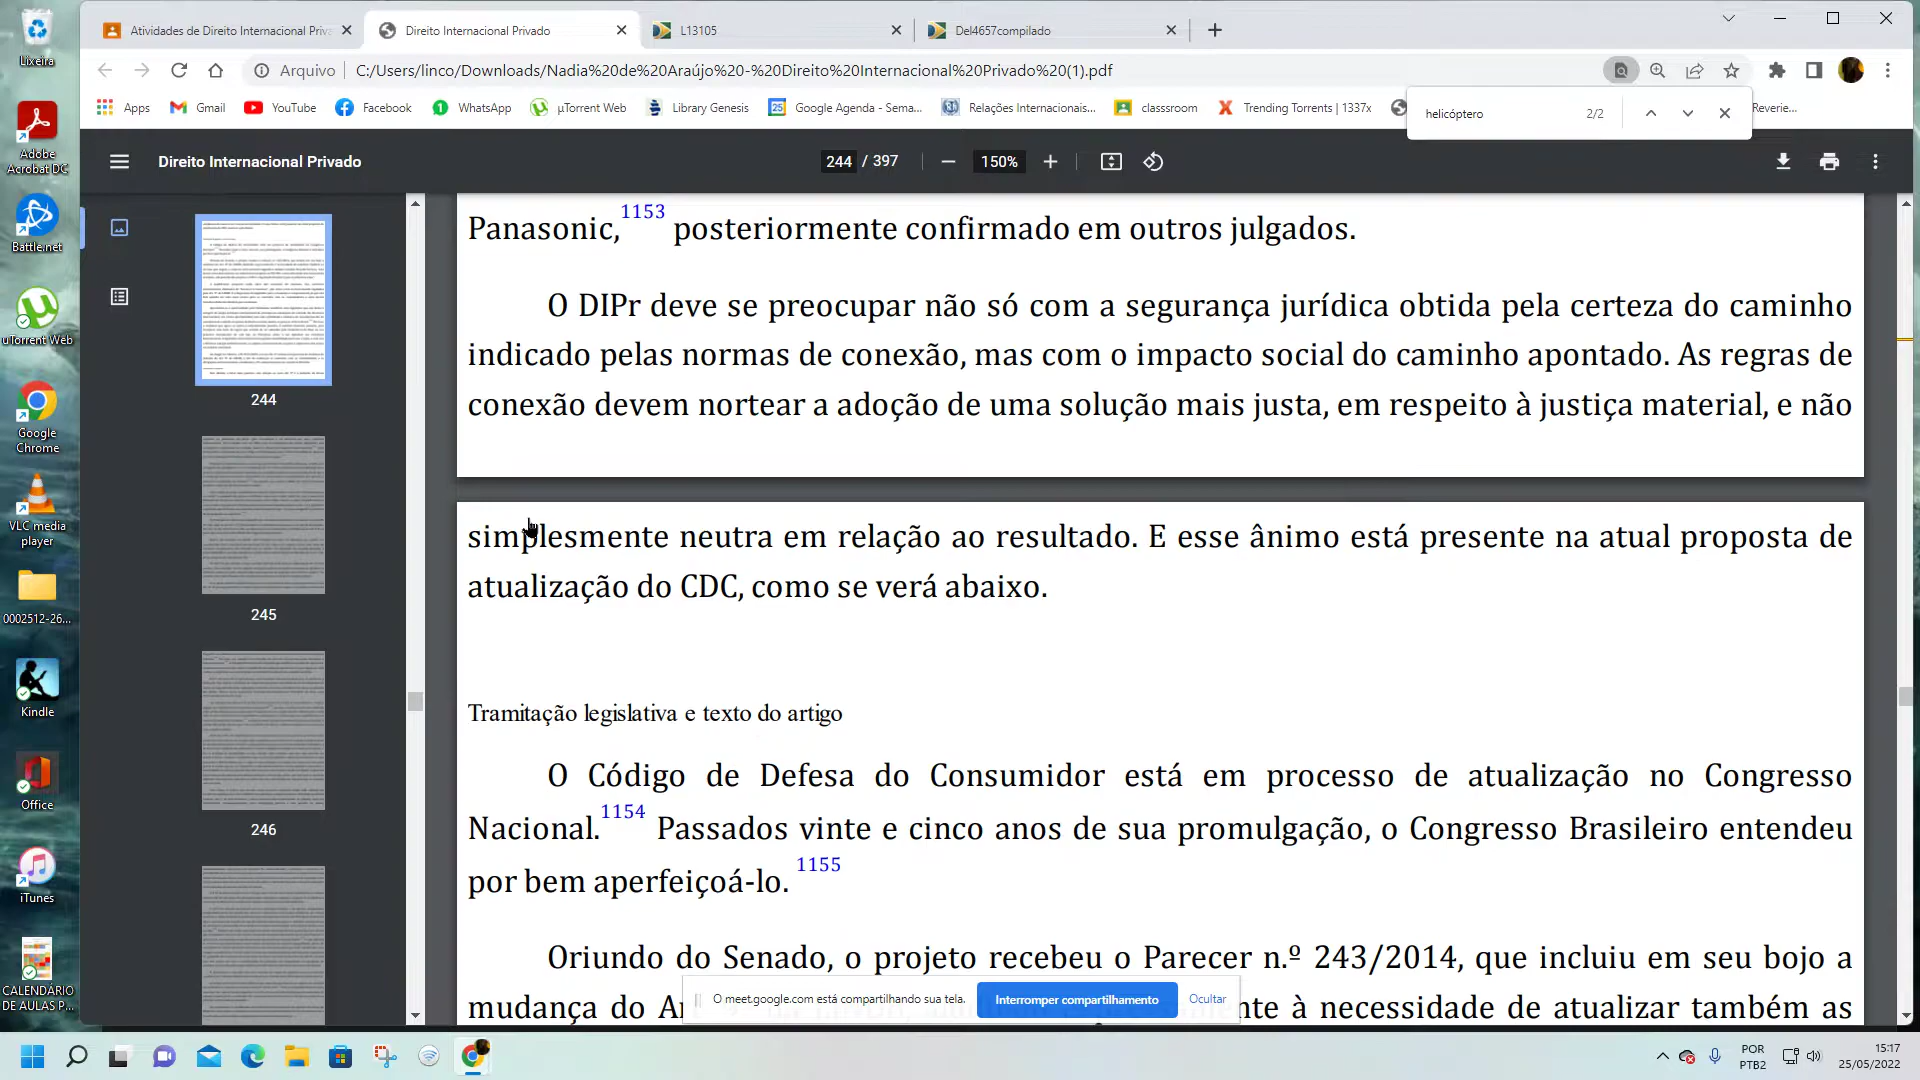 Lixeira
Adobe
Acrobat DC
Battle.net
uTorrent Web
Google
Chrome
VLC media
player
0002512-26...
Kindle
Office
iTunes
CALENDÁRIO
DE AULAS P...
Atividades de Direito Internacional Priv
Direito Internacional Privado
L13105
Del4657compilado
Arquivo
C:/Users/linco/Downloads/Nadia%20de%20Araújo%20-%20Direito%20Internacional%20Privado%20(1).pdf
Apps
Gmail
YouTube
Facebook
WhatsApp
µTorrent Web
Library Genesis
Google Agenda - Sema...
Relações Internacionais...
classsroom
Trending Torrents | 1337x
Reverie...
helicóptero 2/2
Direito Internacional Privado
244 / 397
150%
244
245
246
Panasonic,1153 posteriormente confirmado em outros julgados.
O DIPr deve se preocupar não só com a segurança jurídica obtida pela certeza do caminho
indicado pelas normas de conexão, mas com o impacto social do caminho apontado. As regras de
conexão devem nortear a adoção de uma solução mais justa, em respeito à justiça material, e não
simplesmente neutra em relação ao resultado. E esse ânimo está presente na atual proposta de
atualização do CDC, como se verá abaixo.
Tramitação legislativa e texto do artigo
O Código de Defesa do Consumidor está em processo de atualização no Congresso
Nacional.1154 Passados vinte e cinco anos de sua promulgação, o Congresso Brasileiro entendeu
por bem aperfeiçoá-lo. 1155
Oriundo do Senado, o projeto recebeu o Parecer n.º 243/2014, que incluiu em seu bojo a
mudança do à necessidade de atualizar também as
O meet.google.com está compartilhando sua tela.
Interromper compartilhamento
Ocultar
POR
PTB2
15:17
25/05/2022